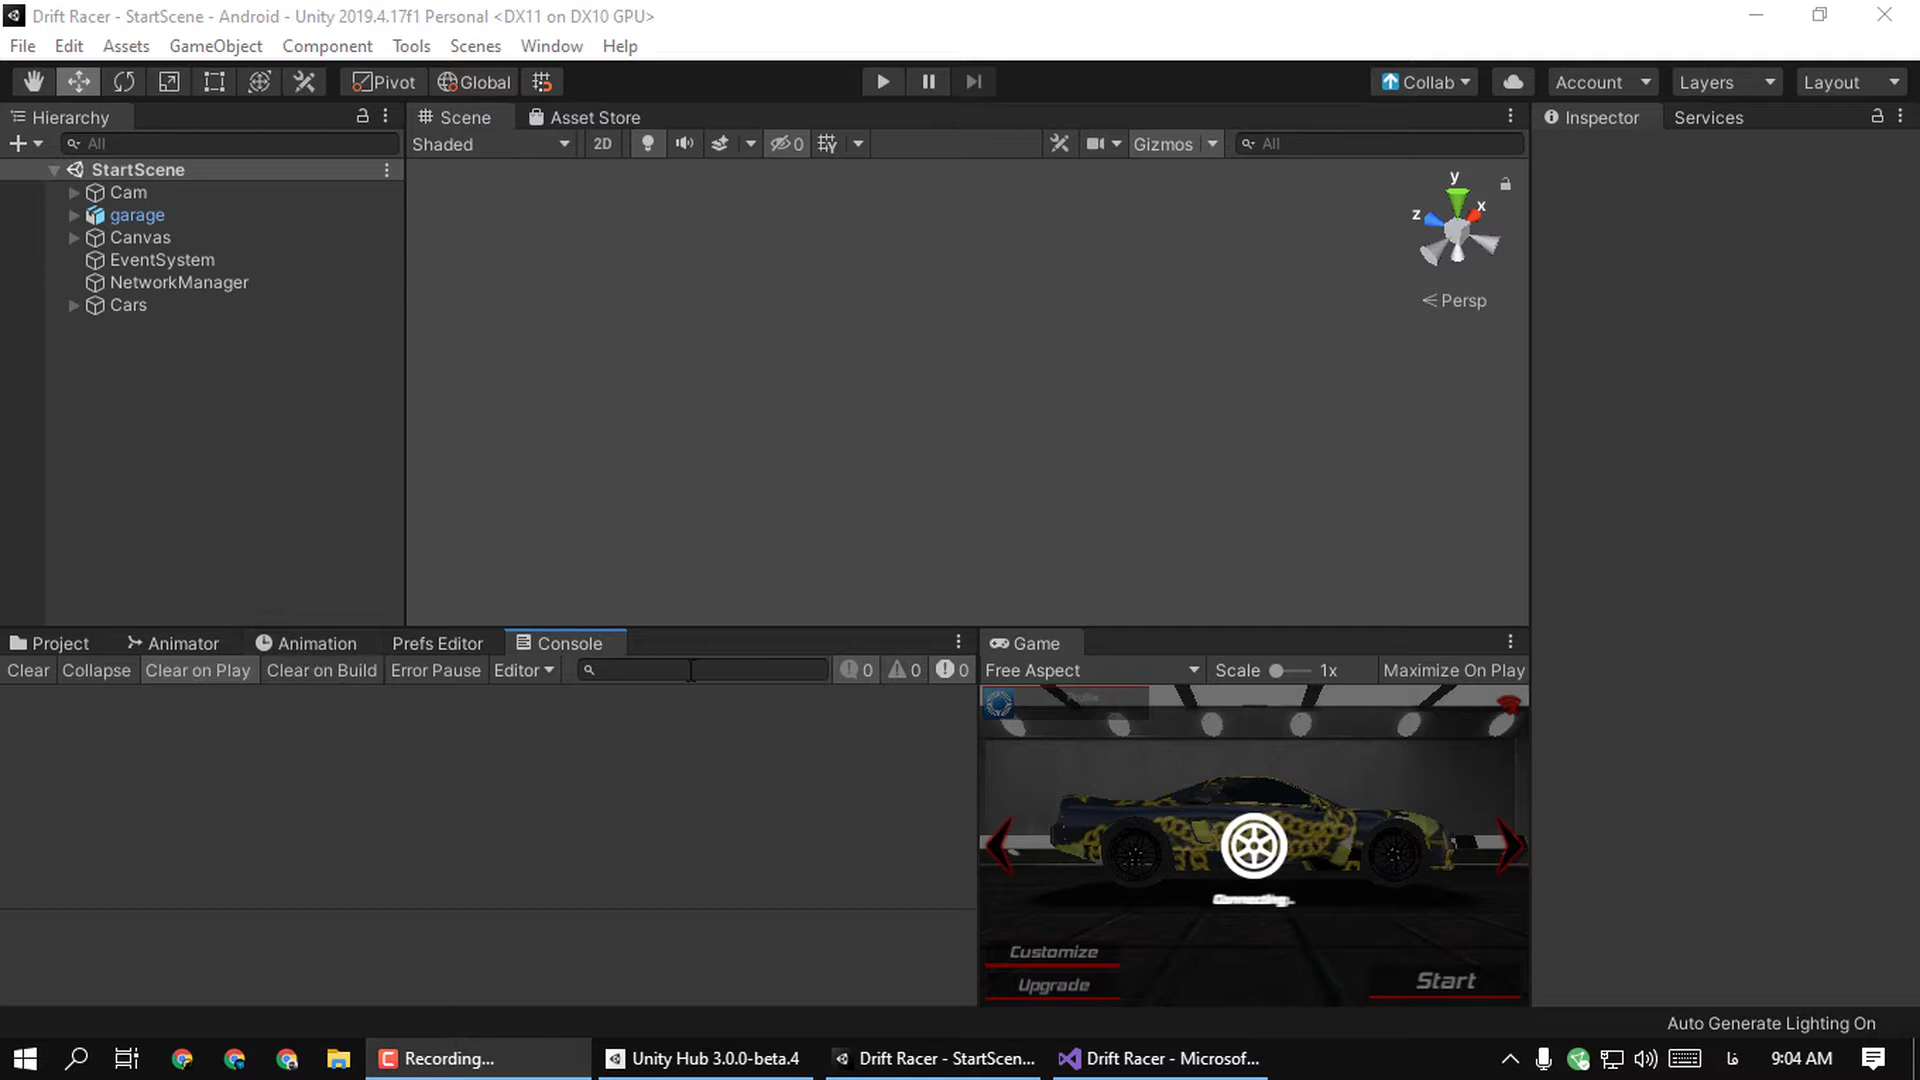 Drift Racer - StartScene - Android - Unity 2019.4.17f1 Personal <DX11 on DX10 GPU>
File Edit Assets GameObject Component Tools Scenes Window Help
Pivot Global Collab Account Layers Layout
Hierarchy
Scene Asset Store
Inspector Services
All
Shaded 2D 0 Gizmos All
StartScene
Cam
garage
Canvas
EventSystem
NetworkManager
Cars
y
x
z
Persp
Project Animator Animation Prefs Editor Console
Game
Clear Collapse Clear on Play Clear on Build Error Pause Editor 0 0 0
Free Aspect Scale 1x Maximize On Play
Connecting..
Customize
Upgrade
Start
Auto Generate Lighting On
Recording... Unity Hub 3.0.0-beta.4 Drift Racer - StartScen... Drift Racer - Microsof... فا 9:04 AM